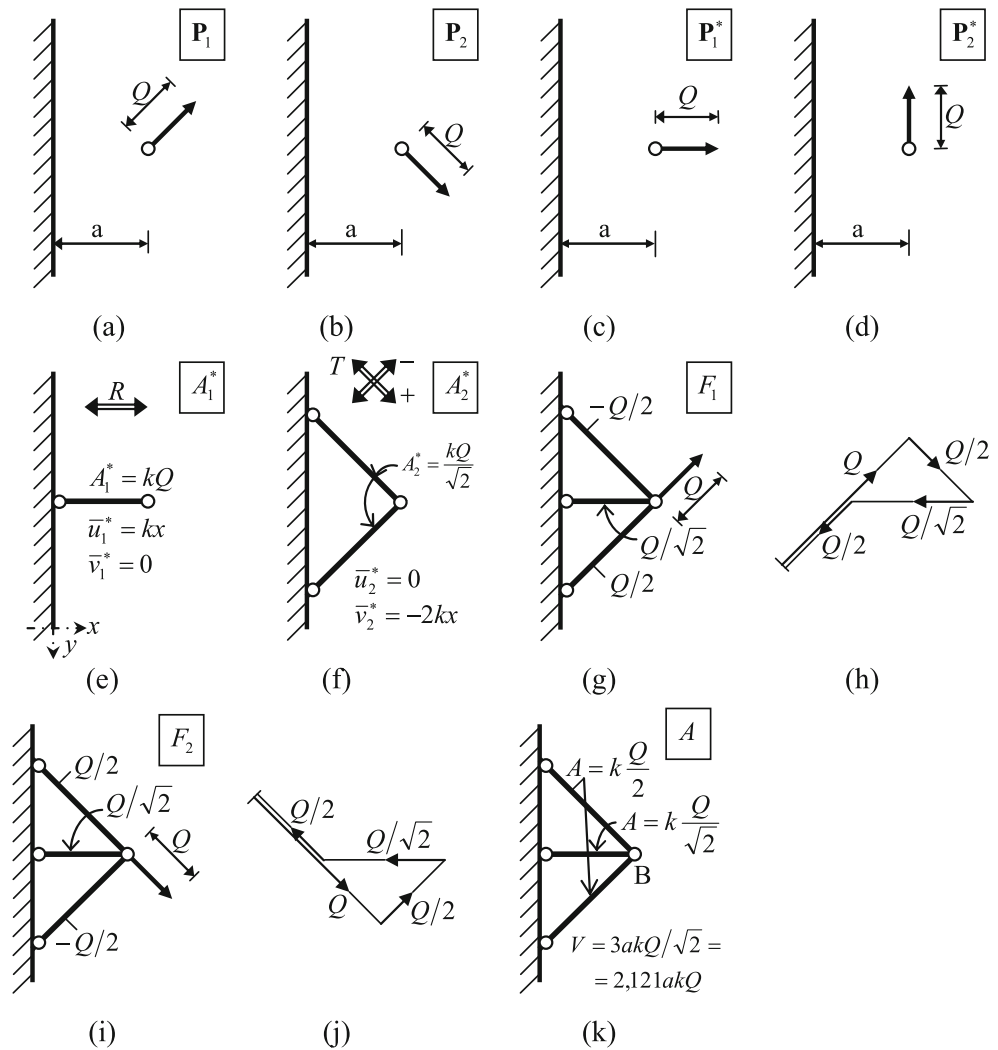 P₁
Q
a
(a)
P₂
Q
a
(b)
P₁*
Q
a
(c)
P₂*
Q
a
(d)
R
A₁*
A₁* = kQ
ū₁* = kx
v̄₁* = 0
x
y
(e)
T
−
+
A₂*
A₂* = kQ/√2
ū₂* = 0
v̄₂* = −2kx
(f)
F₁
−Q/2
Q
Q/√2
Q/2
(g)
Q
Q/2
Q/√2
Q/2
(h)
F₂
Q/2
Q/√2
Q
−Q/2
(i)
Q/2
Q/√2
Q
Q/2
(j)
A
A = k Q/2
A = k Q/√2
B
V = 3akQ/√2 =
= 2,121akQ
(k)